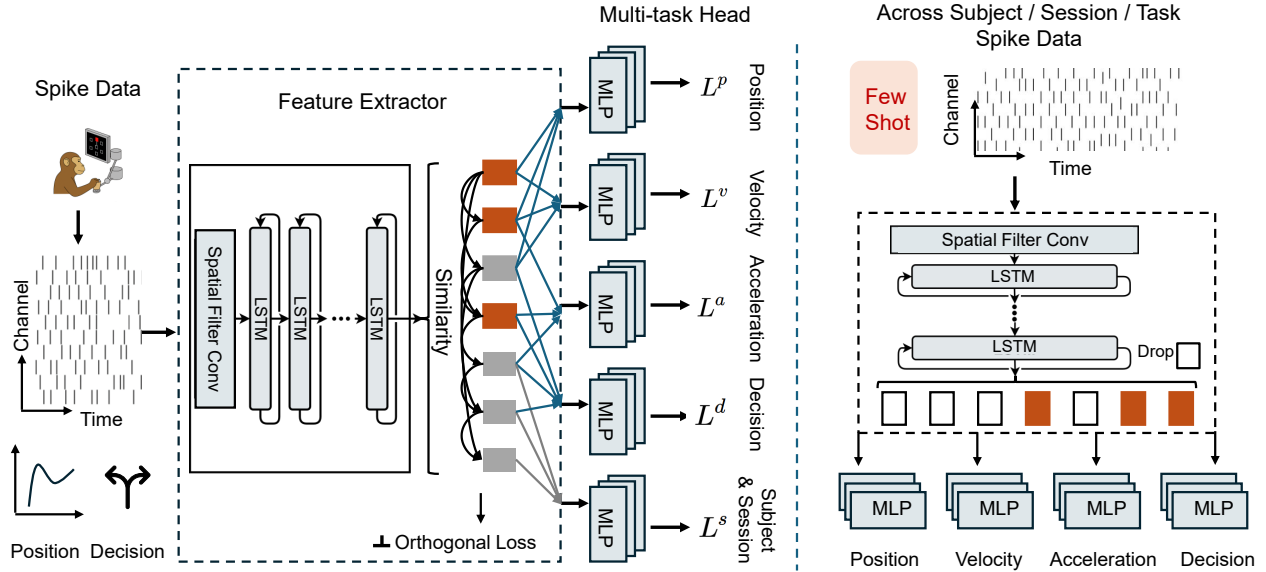 Multi-task Head
Spike Data
Feature Extractor
Spatial Filter Conv
LSTM
LSTM
LSTM
Similarity
Channel
Time
Position
Decision
⊥ Orthogonal Loss
MLP
L^p
Position
MLP
L^v
Velocity
MLP
L^a
Acceleration
MLP
L^d
Decision
MLP
L^s
Subject
& Session
Across Subject / Session / Task
Spike Data
Few
Shot
Channel
Time
Spatial Filter Conv
LSTM
LSTM
Drop
MLP
MLP
MLP
MLP
Position
Velocity
Acceleration
Decision